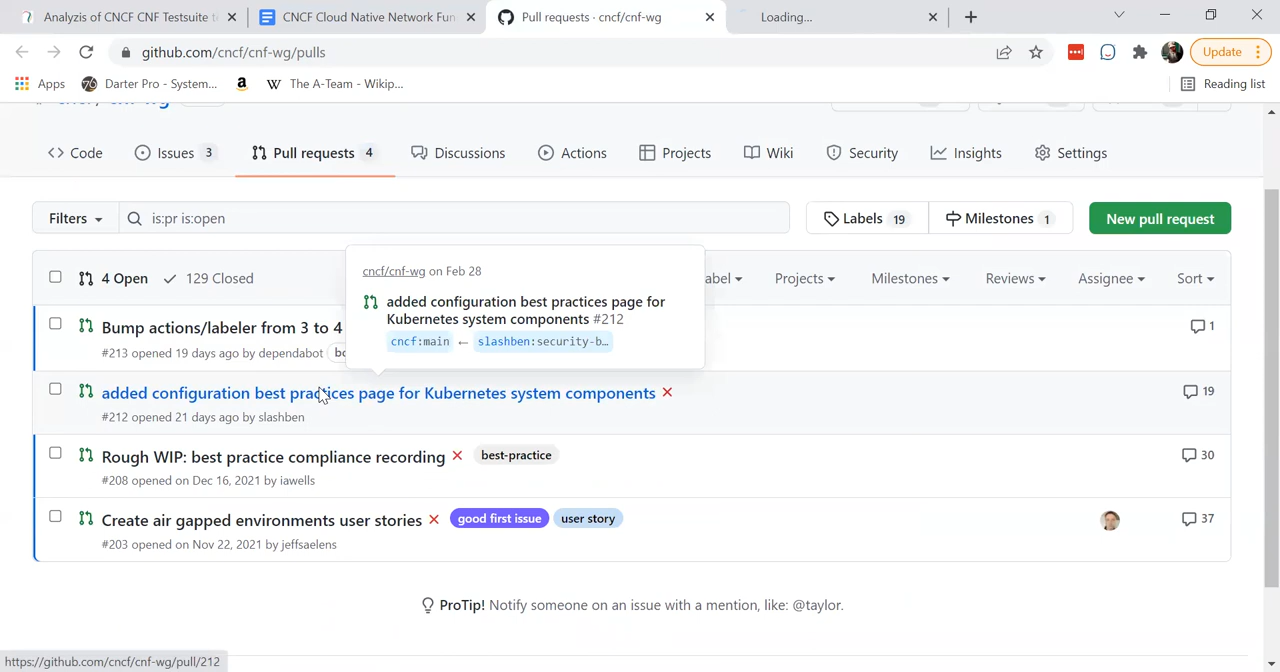 Analyzis of CNCF CNF Testsuite t
CNCF Cloud Native Network Fun
Pull requests · cncf/cnf-wg
Loading...
github.com/cncf/cnf-wg/pulls
Update
Apps
Darter Pro - System...
The A-Team - Wikip...
Reading list
Code
Issues 3
Pull requests 4
Discussions
Actions
Projects
Wiki
Security
Insights
Settings
Filters
is:pr is:open
Labels 19
Milestones 1
New pull request
4 Open
129 Closed
abel
Projects
Milestones
Reviews
Assignee
Sort
cncf/cnf-wg on Feb 28
added configuration best practices page for
Kubernetes system components #212
cncf:main ← slashben:security-b…
Bump actions/labeler from 3 to 4
1
#213 opened 19 days ago by dependabot
added configuration best practices page for Kubernetes system components
19
#212 opened 21 days ago by slashben
Rough WIP: best practice compliance recording
best-practice
30
#208 opened on Dec 16, 2021 by iawells
Create air gapped environments user stories
good first issue
user story
37
#203 opened on Nov 22, 2021 by jeffsaelens
ProTip! Notify someone on an issue with a mention, like: @taylor.
https://github.com/cncf/cnf-wg/pull/212